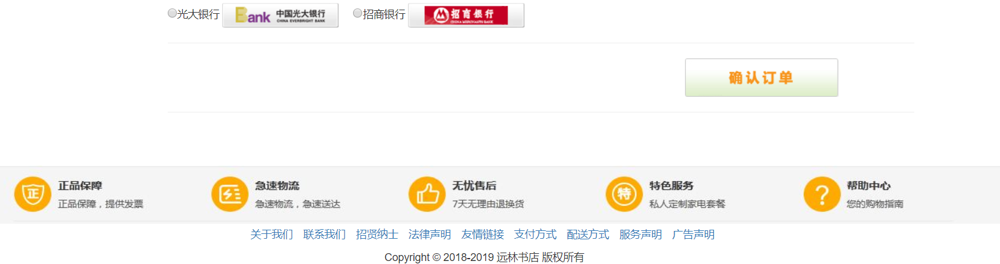 光大银行 Bank 中国光大银行 CHINA EVERBRIGHT BANK 招商银行 招商银行 CHINA MERCHANTS BANK
确认订单
正 正品保障 急速物流 无忧售后 特 特色服务 ? 帮助中心
正品保障，提供发票 急速物流，急速送达 7天无理由退换货 私人定制家电套餐 您的购物指南
关于我们 联系我们 招贤纳士 法律声明 友情链接 支付方式 配送方式 服务声明 广告声明
Copyright © 2018-2019 远林书店 版权所有